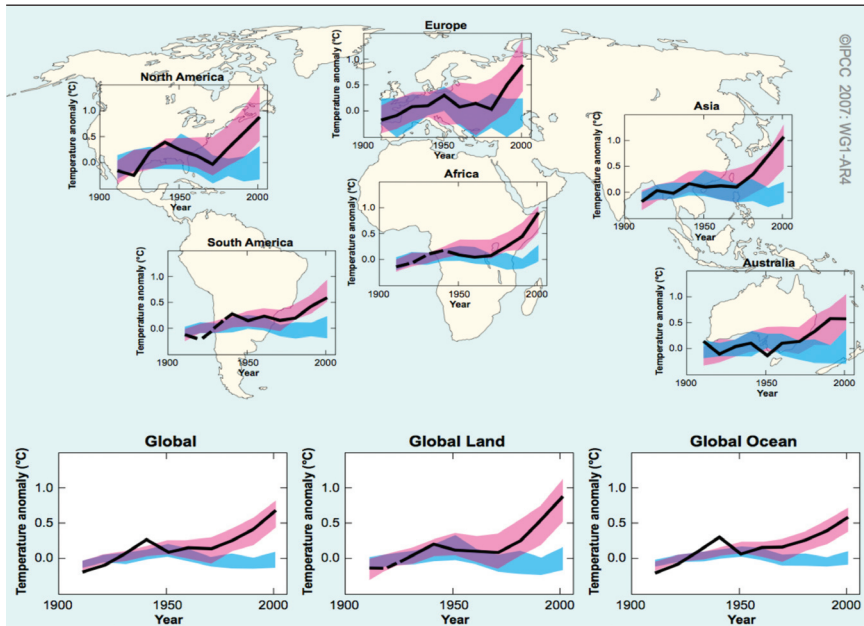 Europe
Temperature anomaly (°C)
1.0
0.5
0.0
1900
1950
2000
Year
North America
Temperature anomaly (°C)
1.0
0.5
0.0
1900
1950
2000
Year
©IPCC 2007: WG1-AR4
Asia
Temperature anomaly (°C)
1.0
0.5
0.0
1900
1950
2000
Year
Africa
Temperature anomaly (°C)
1.0
0.5
0.0
1900
1950
2000
Year
South America
Temperature anomaly (°C)
1.0
0.5
0.0
1900
1950
2000
Year
Australia
Temperature anomaly (°C)
1.0
0.5
0.0
1900
1950
2000
Year
Global
Temperature anomaly (°C)
1.0
0.5
0.0
1900
1950
2000
Year
Global Land
Temperature anomaly (°C)
1.0
0.5
0.0
1900
1950
2000
Year
Global Ocean
Temperature anomaly (°C)
1.0
0.5
0.0
1900
1950
2000
Year